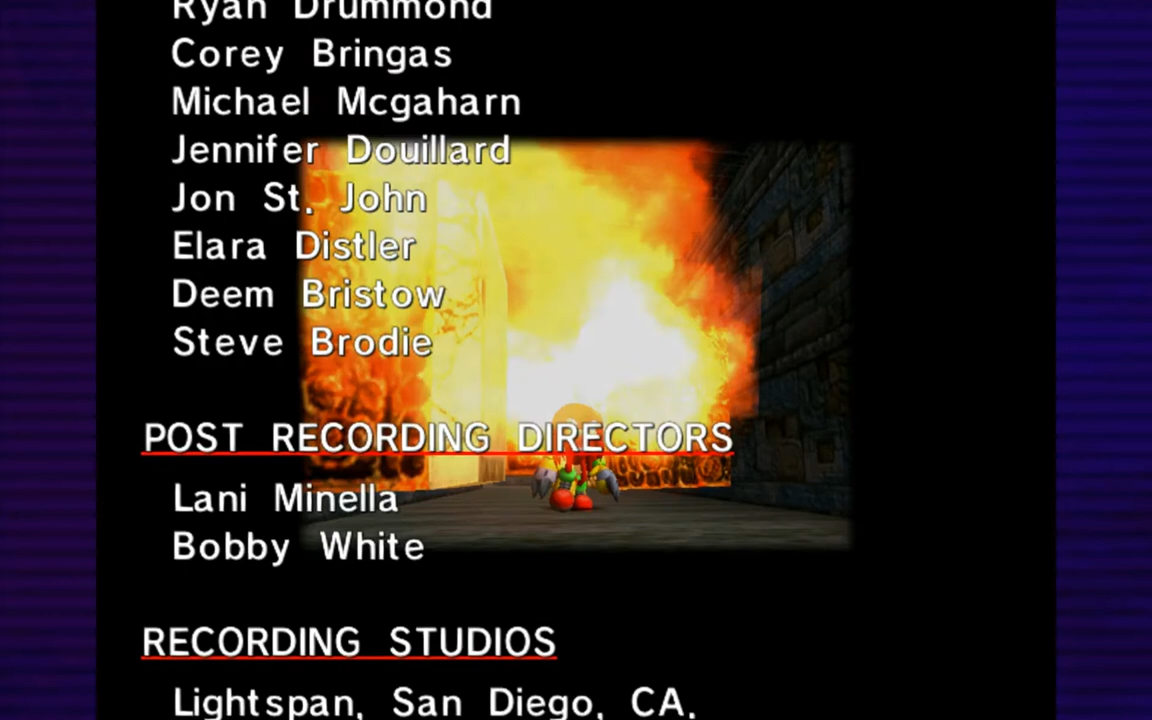 Ryan Drummond
Corey Bringas
Michael Mcgaharn
Jennifer Douillard
Jon St. John
Elara Distler
Deem Bristow
Steve Brodie
POST RECORDING DIRECTORS
Lani Minella
Bobby White
RECORDING STUDIOS
Lightspan, San Diego, CA.